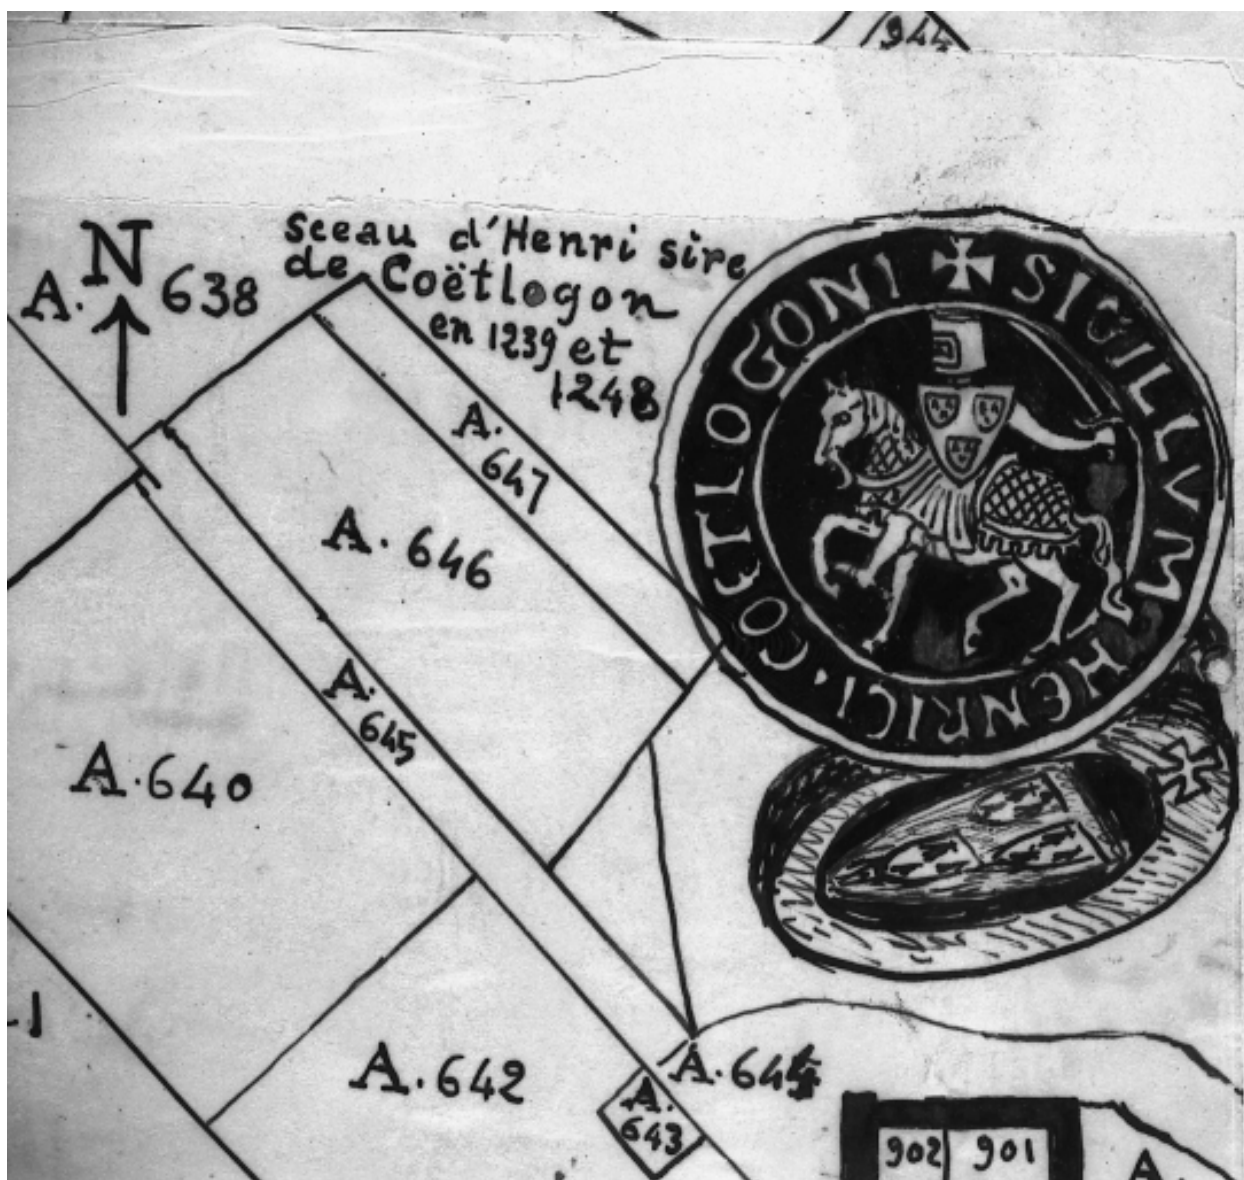 944
N
A. 638
sceau d'Henri sire
de Coëtlogon
en 1239 et
1248
✠ SIGILLVM HENRICI · COETLOGONI
A.
647
A. 646
A.
645
A. 640
A. 642
A. 644
A.
643
902 901
A.